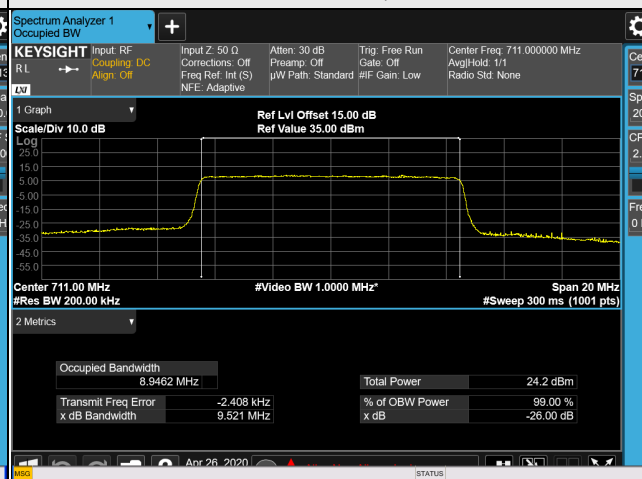 Spectrum Analyzer 1
Occupied BW
KEYSIGHT
R L
LXI
Input: RF
Coupling: DC
Align: Off
Input Z: 50 Ω
Corrections: Off
Freq Ref: Int (S)
NFE: Adaptive
Atten: 30 dB
Preamp: Off
µW Path: Standard
Trig: Free Run
Gate: Off
#IF Gain: Low
Center Freq: 711.000000 MHz
Avg|Hold: 1/1
Radio Std: None
1 Graph
Scale/Div 10.0 dB
Ref Lvl Offset 15.00 dB
Ref Value 35.00 dBm
Log
25.0
15.0
5.00
-5.00
-15.0
-25.0
-35.0
-45.0
-55.0
Center 711.00 MHz
#Res BW 200.00 kHz
#Video BW 1.0000 MHz*
Span 20 MHz
#Sweep 300 ms (1001 pts)
2 Metrics
Occupied Bandwidth
8.9462 MHz
Total Power 24.2 dBm
Transmit Freq Error -2.408 kHz
% of OBW Power 99.00 %
x dB Bandwidth 9.521 MHz
x dB -26.00 dB
Apr 26, 2020
MSG
STATUS